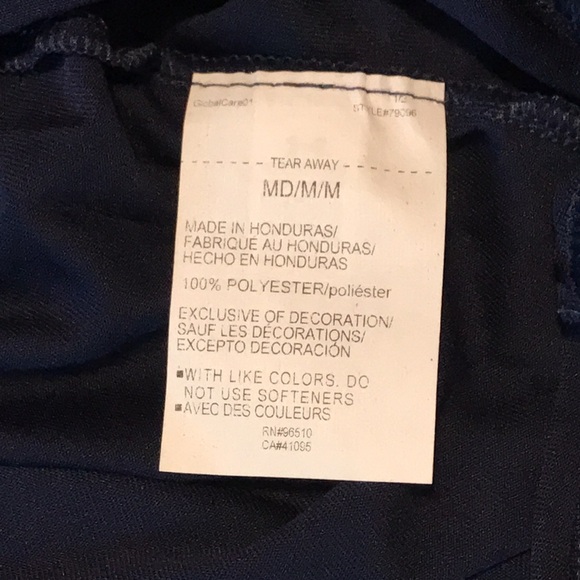 GlobalCare01
1/2
STYLE#79096
TEAR AWAY
MD/M/M
MADE IN HONDURAS/
FABRIQUE AU HONDURAS/
HECHO EN HONDURAS
100% POLYESTER/poliéster
EXCLUSIVE OF DECORATION/
SAUF LES DÉCORATIONS/
EXCEPTO DECORACIÓN
■WITH LIKE COLORS. DO
NOT USE SOFTENERS
■AVEC DES COULEURS
RN#96510
CA#41095